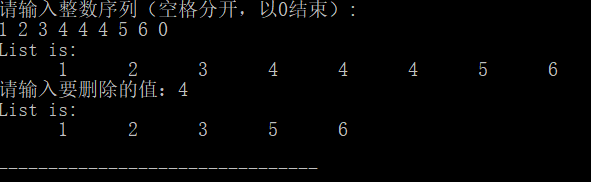 请输入整数序列（空格分开，以0结束）:
1 2 3 4 4 4 5 6 0
List is:
1 2 3 4 4 4 5 6
请输入要删除的值：4
List is:
1 2 3 5 6
--------------------------------